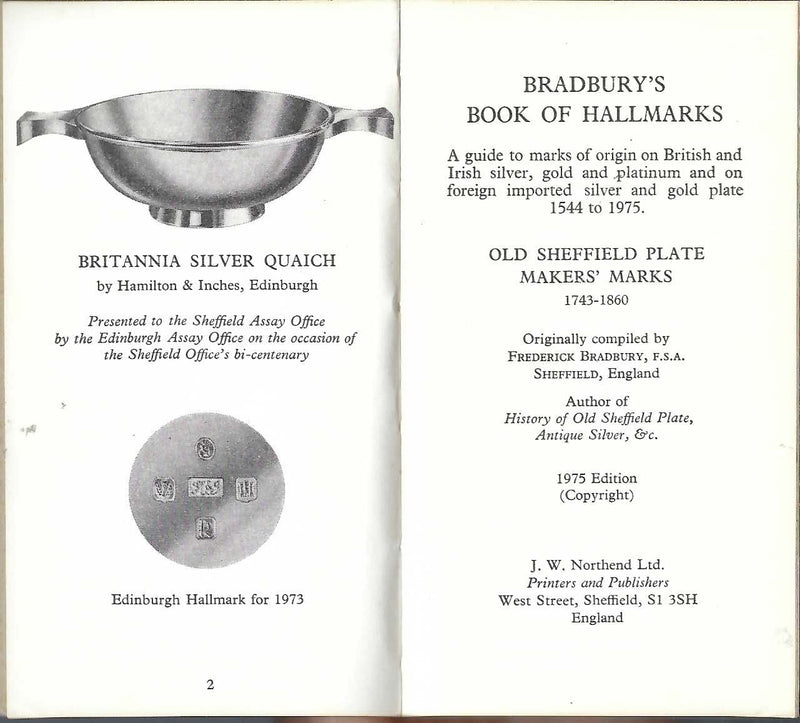 BRITANNIA SILVER QUAICH
by Hamilton & Inches, Edinburgh
Presented to the Sheffield Assay Office
by the Edinburgh Assay Office on the occasion of
the Sheffield Office's bi-centenary
Edinburgh Hallmark for 1973
2
BRADBURY'S
BOOK OF HALLMARKS
A guide to marks of origin on British and
Irish silver, gold and platinum and on
foreign imported silver and gold plate
1544 to 1975.
OLD SHEFFIELD PLATE
MAKERS' MARKS
1743-1860
Originally compiled by
FREDERICK BRADBURY, F.S.A.
SHEFFIELD, England
Author of
History of Old Sheffield Plate,
Antique Silver, &c.
1975 Edition
(Copyright)
J. W. Northend Ltd.
Printers and Publishers
West Street, Sheffield, S1 3SH
England